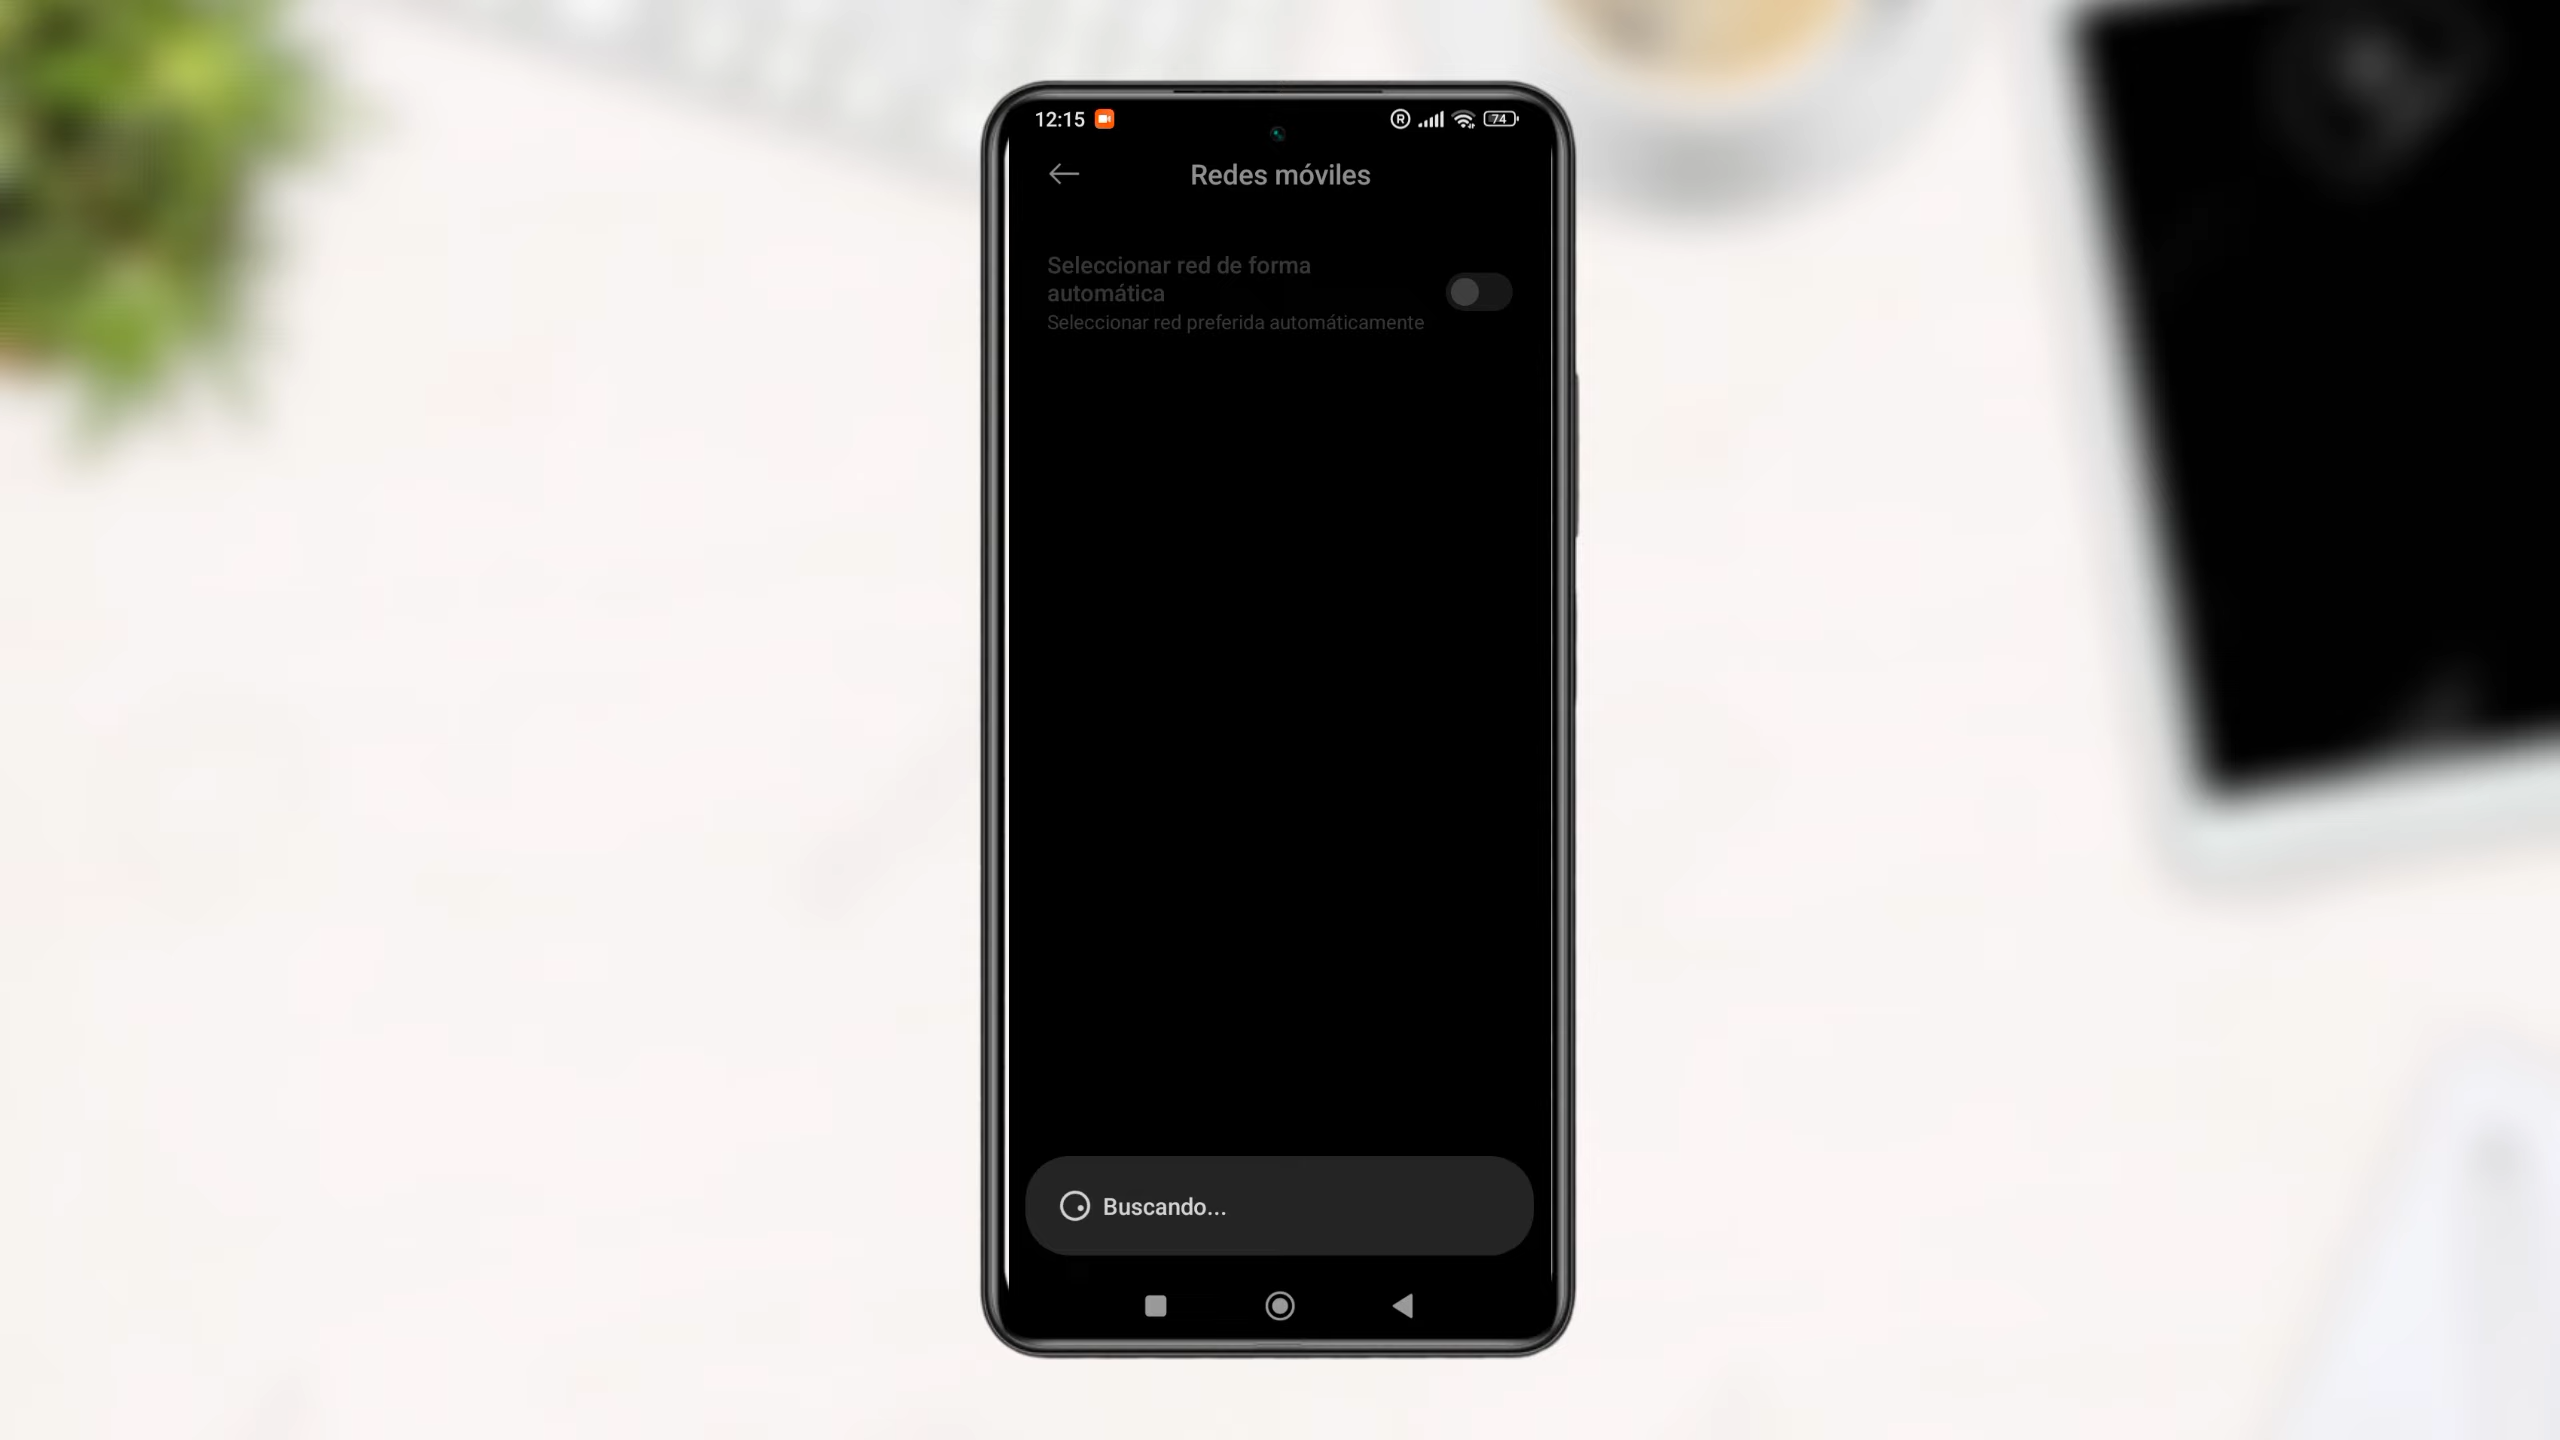 12:15
R
74
Redes móviles
Seleccionar red de forma
automática
Seleccionar red preferida automáticamente
Buscando...